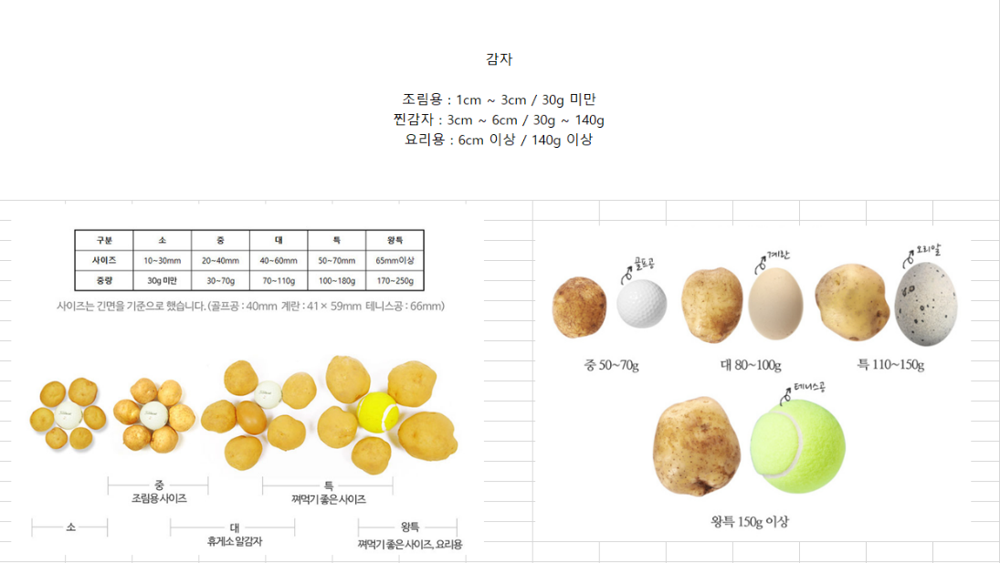 감자
조림용 : 1cm ~ 3cm / 30g 미만
찐감자 : 3cm ~ 6cm / 30g ~ 140g
요리용 : 6cm 이상 / 140g 이상
구분 소 중 대 특 왕특
사이즈 10~30mm 20~40mm 40~60mm 50~70mm 65mm이상
중량 30g 미만 30~70g 70~110g 100~180g 170~250g
사이즈는 긴면을 기준으로 했습니다.(골프공 : 40mm 계란 : 41× 59mm 테니스공 : 66mm)
중
조림용 사이즈
특
쪄먹기 좋은 사이즈
소
대
휴게소 알감자
왕특
쪄먹기 좋은 사이즈, 요리용
골프공
계란
오리알
중 50~70g
대 80~100g
특 110~150g
테니스공
왕특 150g 이상